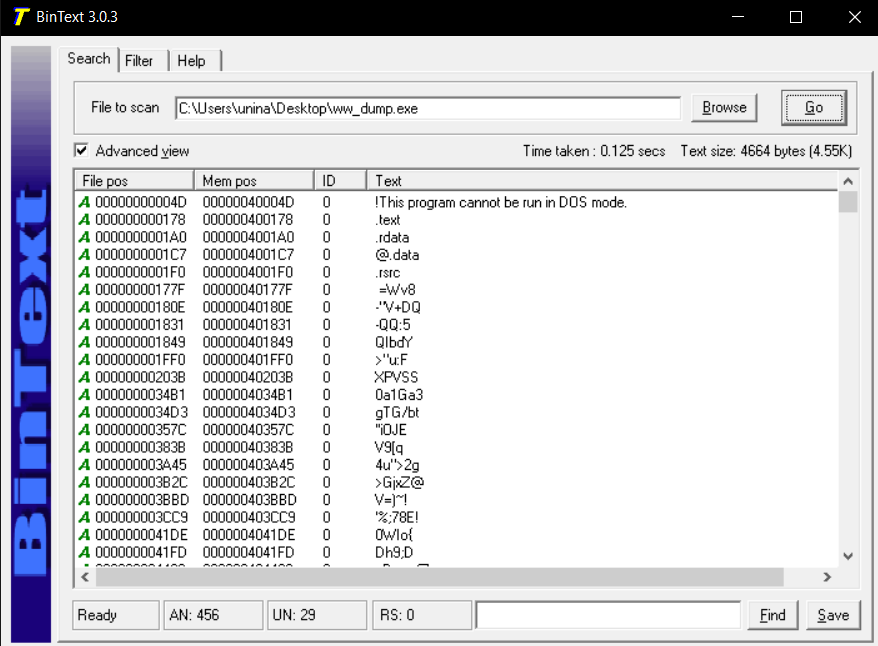 BinText 3.0.3
Search Filter Help
File to scan C:\Users\unina\Desktop\ww_dump.exe Browse Go
Advanced view Time taken : 0.125 secs Text size: 4664 bytes (4.55K)
File pos Mem pos ID Text
A 00000000004D 00000040004D 0 !This program cannot be run in DOS mode.
A 000000000178 000000400178 0 .text
A 0000000001A0 0000004001A0 0 .rdata
A 0000000001C7 0000004001C7 0 @.data
A 0000000001F0 0000004001F0 0 .rsrc
A 00000000177F 00000040177F 0 =Wv8
A 00000000180E 00000040180E 0 -"V+DQ
A 000000001831 000000401831 0 -QQ:5
A 000000001849 000000401849 0
A 000000001FF0 000000401FF0 0 >"u:F
A 00000000203B 00000040203B 0 XPVSS
A 0000000034B1 0000004034B1 0 0a1Ga3
A 0000000034D3 0000004034D3 0 gTG/bt
A 00000000357C 00000040357C 0 "iOJE
A 00000000383B 00000040383B 0 V9[q
A 000000003A45 000000403A45 0 4u">2g
A 000000003B2C 000000403B2C 0 >GjxZ@
A 000000003BBD 000000403BBD 0 V=)~!
A 000000003CC9 000000403CC9 0 '%;78E!
A 0000000041DE 0000004041DE 0
A 0000000041FD 0000004041FD 0 Dh9;D
Ready AN: 456 UN: 29 RS: 0 Find Save
BinText